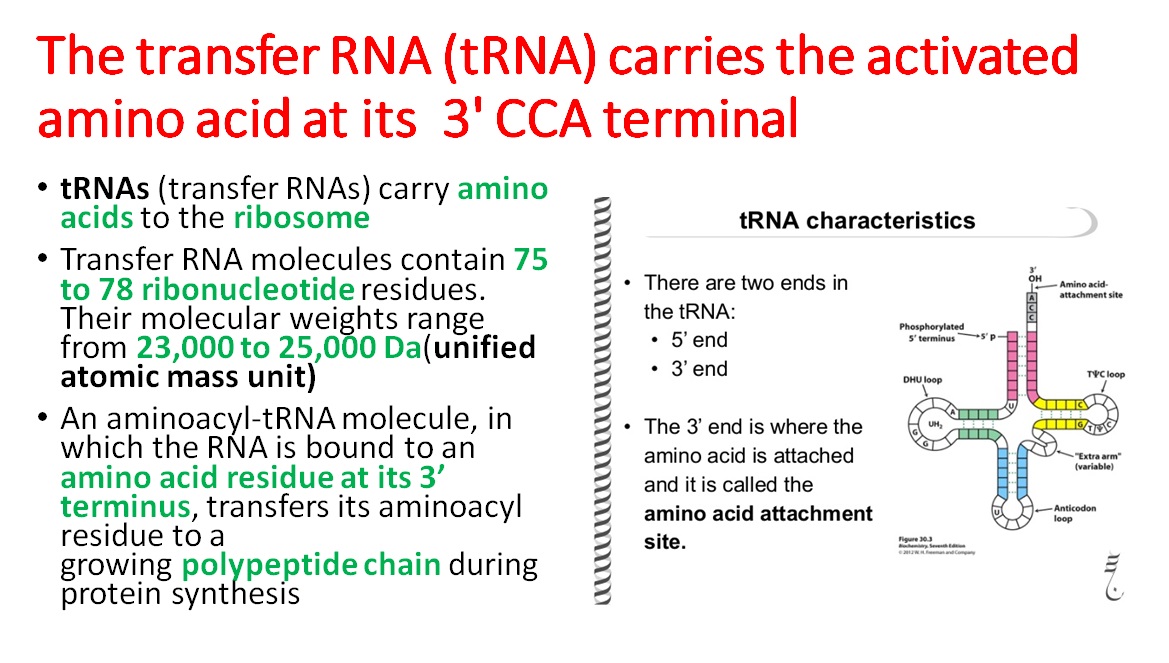 The transfer RNA (tRNA) carries the activated
amino acid at its 3' CCA terminal
• tRNAs (transfer RNAs) carry amino
acids to the ribosome
• Transfer RNA molecules contain 75
to 78 ribonucleotide residues.
Their molecular weights range
from 23,000 to 25,000 Da(unified
atomic mass unit)
• An aminoacyl-tRNA molecule, in
which the RNA is bound to an
amino acid residue at its 3’
terminus, transfers its aminoacyl
residue to a
growing polypeptide chain during
protein synthesis
tRNA characteristics
• There are two ends in
the tRNA:
• 5’ end
• 3’ end
• The 3’ end is where the
amino acid is attached
and it is called the
amino acid attachment
site.
3'
OH
Amino acid-
attachment site
A
C
C
Phosphorylated
5' terminus
5' P
DHU loop
TΨC loop
A
U
C
UH2
G
G
G
T
Ψ
C
"Extra arm"
(variable)
U
Anticodon
loop
Figure 30.3
Biochemistry, Seventh Edition
© 2012 W. H. Freeman and Company